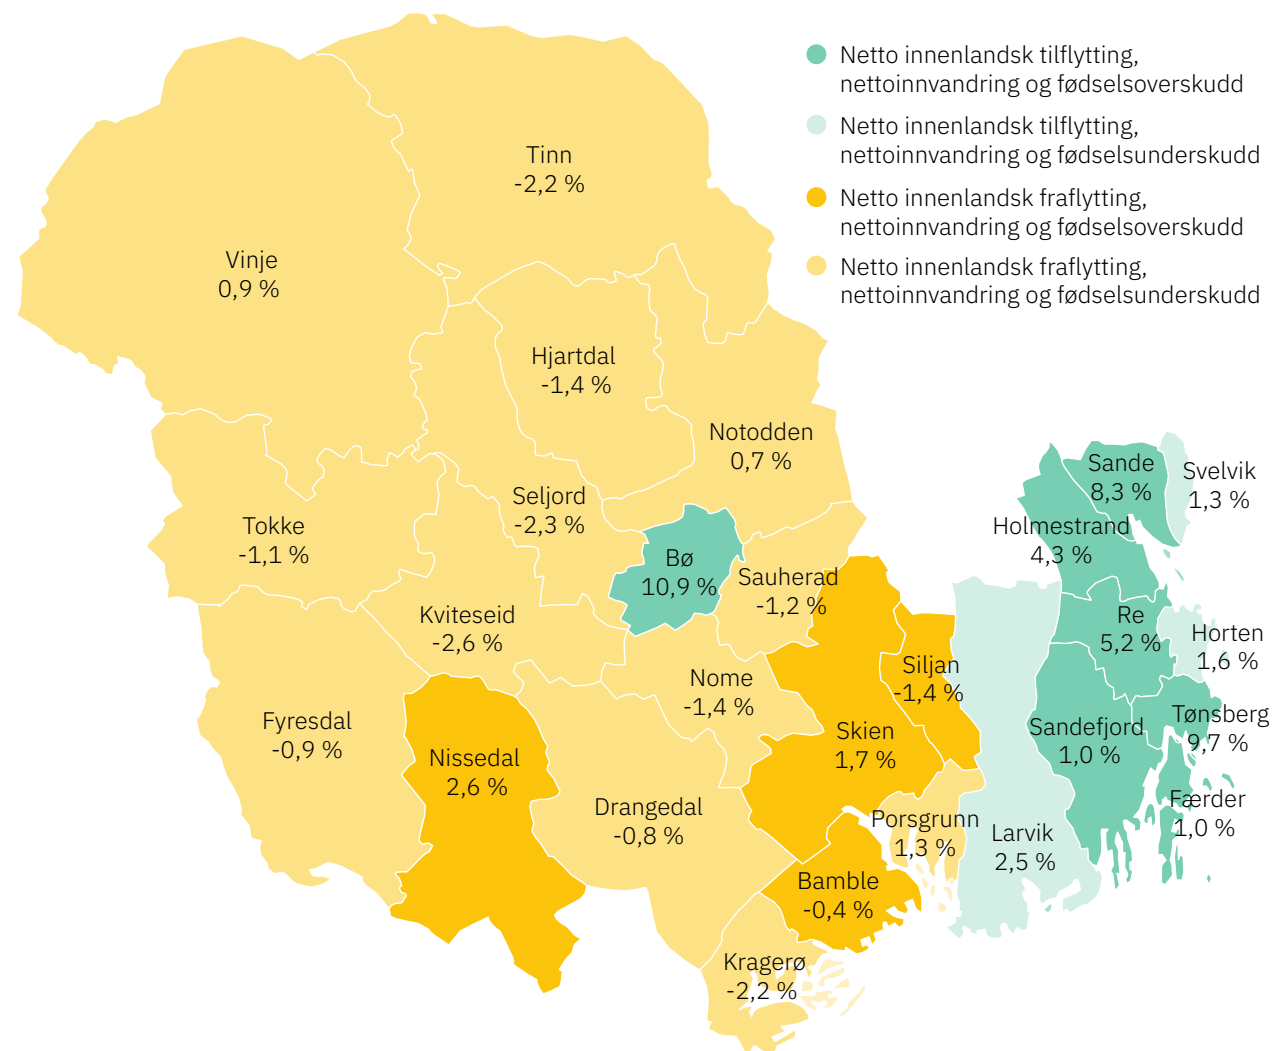 Netto innenlandsk tilflytting,
nettoinnvandring og fødselsoverskudd
Netto innenlandsk tilflytting,
nettoinnvandring og fødselsunderskudd
Netto innenlandsk fraflytting,
nettoinnvandring og fødselsoverskudd
Netto innenlandsk fraflytting,
nettoinnvandring og fødselsunderskudd
Tinn
-2,2 %
Vinje
0,9 %
Hjartdal
-1,4 %
Notodden
0,7 %
Seljord
-2,3 %
Tokke
-1,1 %
Bø
10,9 %
Sauherad
-1,2 %
Kviteseid
-2,6 %
Nome
-1,4 %
Fyresdal
-0,9 %
Nissedal
2,6 %
Drangedal
-0,8 %
Skien
1,7 %
Siljan
-1,4 %
Porsgrunn
1,3 %
Bamble
-0,4 %
Kragerø
-2,2 %
Larvik
2,5 %
Sande
8,3 %
Svelvik
1,3 %
Holmestrand
4,3 %
Re
5,2 %
Horten
1,6 %
Sandefjord
1,0 %
Tønsberg
9,7 %
Færder
1,0 %